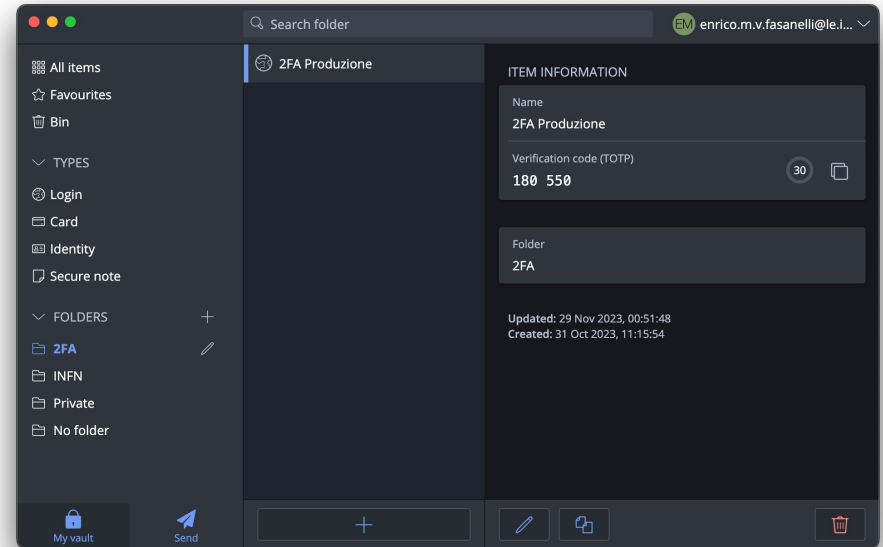 Search folder
EM enrico.m.v.fasanelli@le.i...
All items
Favourites
Bin
TYPES
Login
Card
Identity
Secure note
FOLDERS
2FA
INFN
Private
No folder
My vault
Send
2FA Produzione
ITEM INFORMATION
Name
2FA Produzione
Verification code (TOTP)
180 550
30
Folder
2FA
Updated: 29 Nov 2023, 00:51:48
Created: 31 Oct 2023, 11:15:54